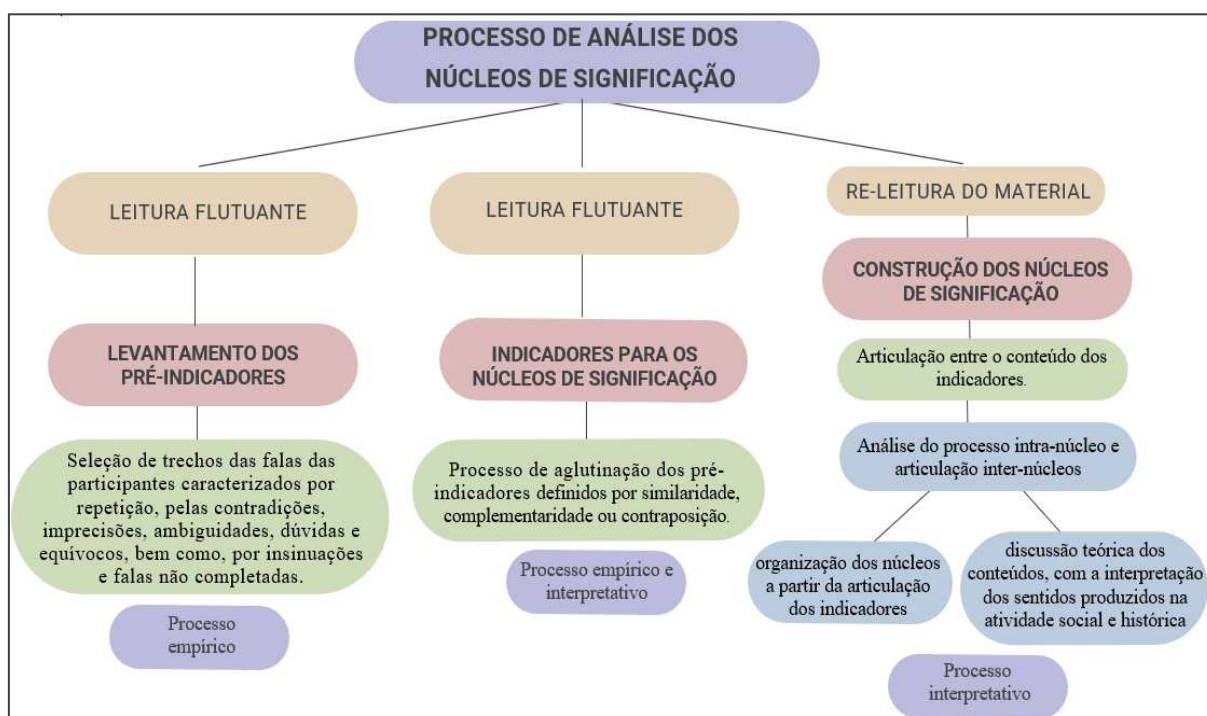 PROCESSO DE ANÁLISE DOS
NÚCLEOS DE SIGNIFICAÇÃO
LEITURA FLUTUANTE
LEVANTAMENTO DOS
PRÉ-INDICADORES
Seleção de trechos das falas das
participantes caracterizados por
repetição, pelas contradições,
imprecisões, ambiguidades, dúvidas e
equívocos, bem como, por insinuações
e falas não completadas.
Processo
empírico
LEITURA FLUTUANTE
INDICADORES PARA OS
NÚCLEOS DE SIGNIFICAÇÃO
Processo de aglutinação dos pré-
indicadores definidos por similaridade,
complementaridade ou contraposição.
Processo empírico e
interpretativo
RE-LEITURA DO MATERIAL
CONSTRUÇÃO DOS NÚCLEOS
DE SIGNIFICAÇÃO
Articulação entre o conteúdo dos
indicadores.
Análise do processo intra-núcleo e
articulação inter-núcleos
organização dos núcleos
a partir da articulação
dos indicadores
discussão teórica dos
conteúdos, com a interpretação
dos sentidos produzidos na
atividade social e histórica
Processo
interpretativo